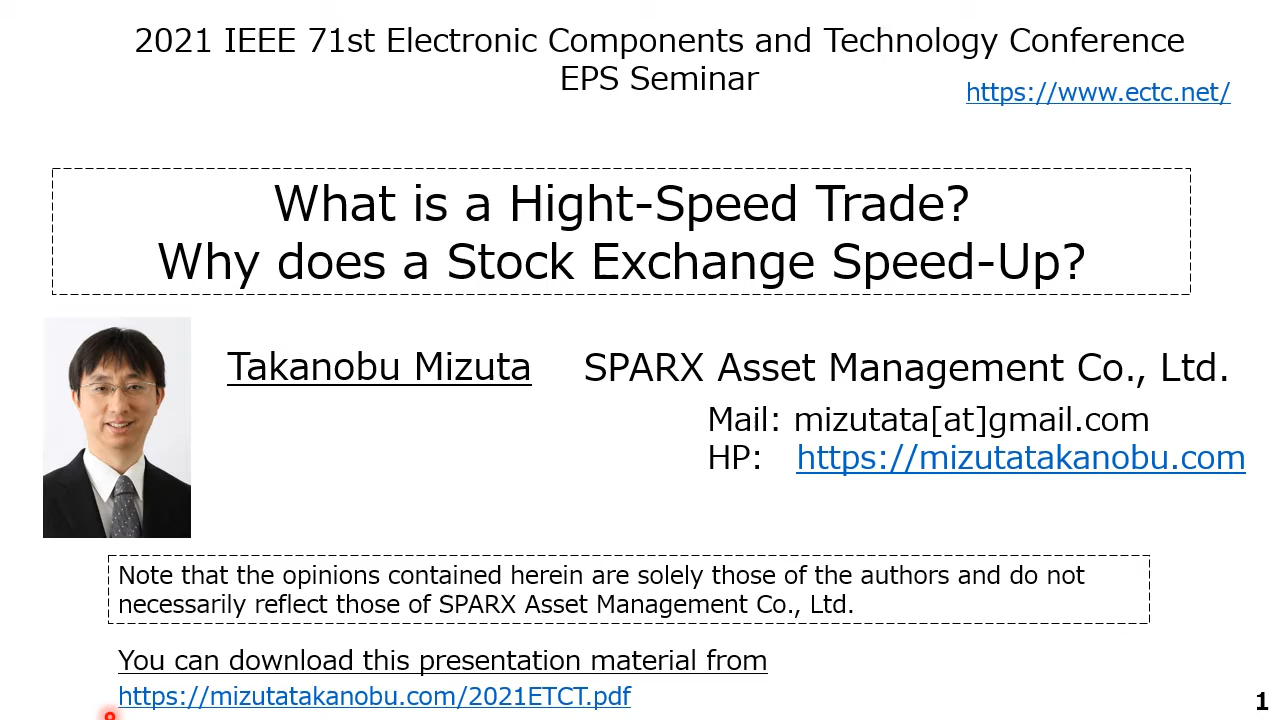 2021 IEEE 71st Electronic Components and Technology Conference
EPS Seminar
https://www.ectc.net/
What is a Hight-Speed Trade?
Why does a Stock Exchange Speed-Up?
Takanobu Mizuta SPARX Asset Management Co., Ltd.
Mail: mizutata[at]gmail.com
HP: https://mizutatakanobu.com
Note that the opinions contained herein are solely those of the authors and do not
necessarily reflect those of SPARX Asset Management Co., Ltd.
You can download this presentation material from
https://mizutatakanobu.com/2021ETCT.pdf
1